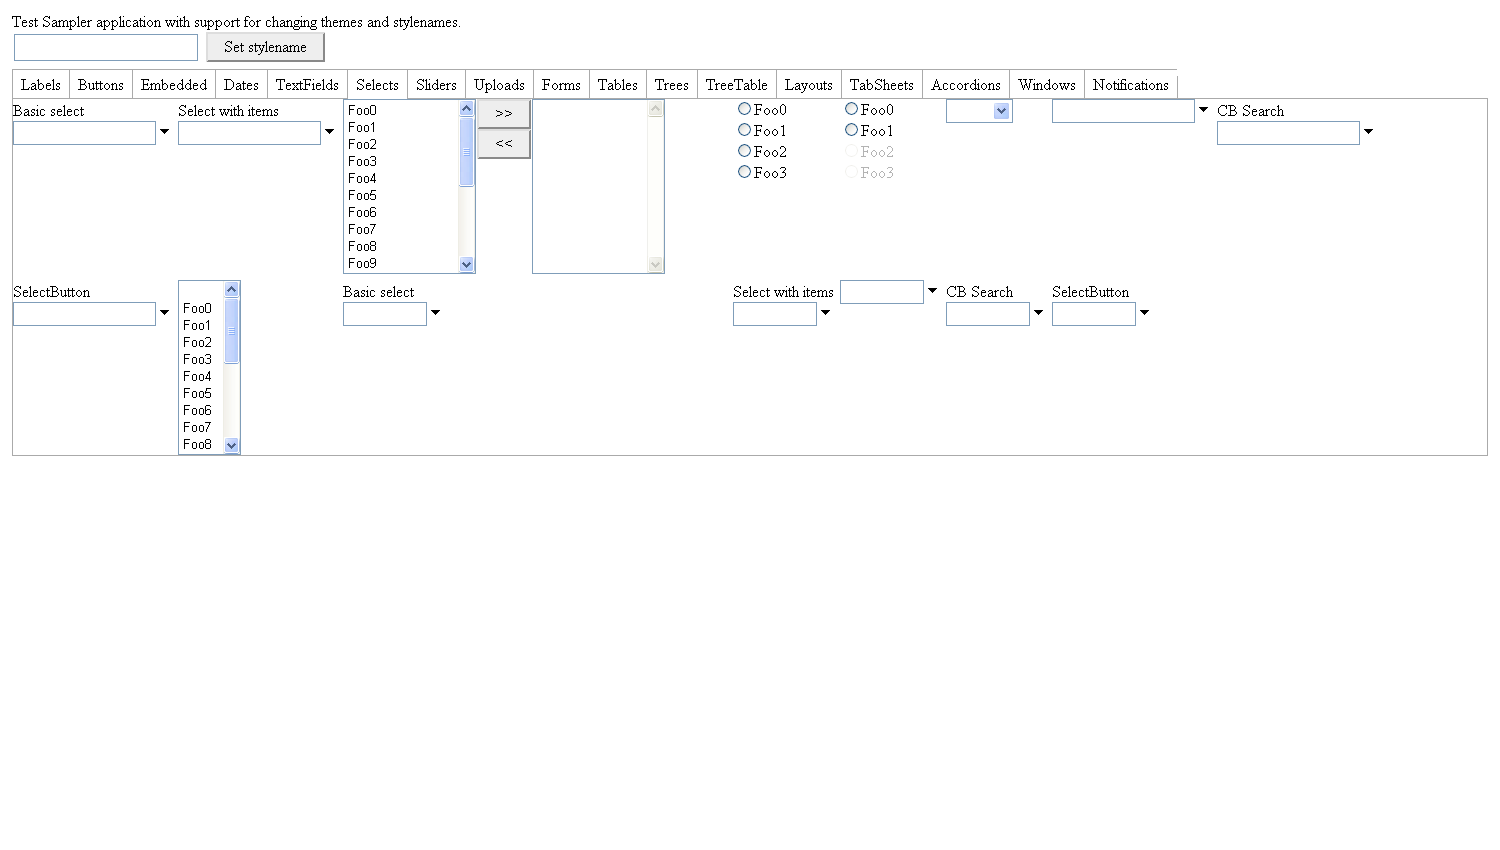 Test Sampler application with support for changing themes and stylenames.
Set stylename
Labels Buttons Embedded Dates TextFields Selects Sliders Uploads Forms Tables Trees TreeTable Layouts TabSheets Accordions Windows Notifications
Basic select
Select with items
Foo0
Foo1
Foo2
Foo3
Foo4
Foo5
Foo6
Foo7
Foo8
Foo9
>>
<<
Foo0
Foo1
Foo2
Foo3
Foo0
Foo1
Foo2
Foo3
CB Search
SelectButton
Foo0
Foo1
Foo2
Foo3
Foo4
Foo5
Foo6
Foo7
Foo8
Basic select
Select with items
CB Search
SelectButton